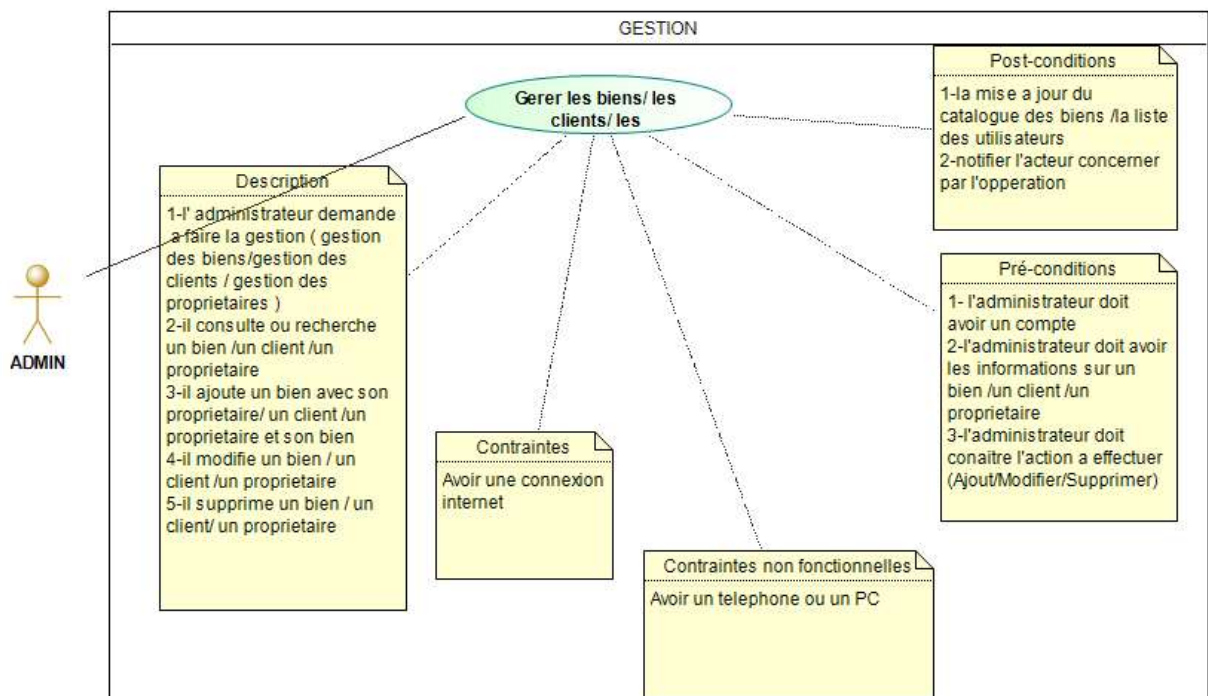 GESTION
Gerer les biens/ les
clients/ les
Post-conditions
1-la mise a jour du
catalogue des biens /la liste
des utilisateurs
2-notifier l'acteur concerner
par l'opperation
Description
1-l' administrateur demande
a faire la gestion ( gestion
des biens/gestion des
clients / gestion des
proprietaires )
2-il consulte ou recherche
un bien /un client /un
proprietaire
3-il ajoute un bien avec son
proprietaire/ un client /un
proprietaire et son bien
4-il modifie un bien / un
client /un proprietaire
5-il supprime un bien / un
client/ un proprietaire
ADMIN
Pré-conditions
1- l'administrateur doit
avoir un compte
2-l'administrateur doit avoir
les informations sur un
bien /un client /un
proprietaire
3-l'administrateur doit
conaitre l'action a effectuer
(Ajout/Modifier/Supprimer)
Contraintes
Avoir une connexion
internet
Contraintes non fonctionnelles
Avoir un telephone ou un PC